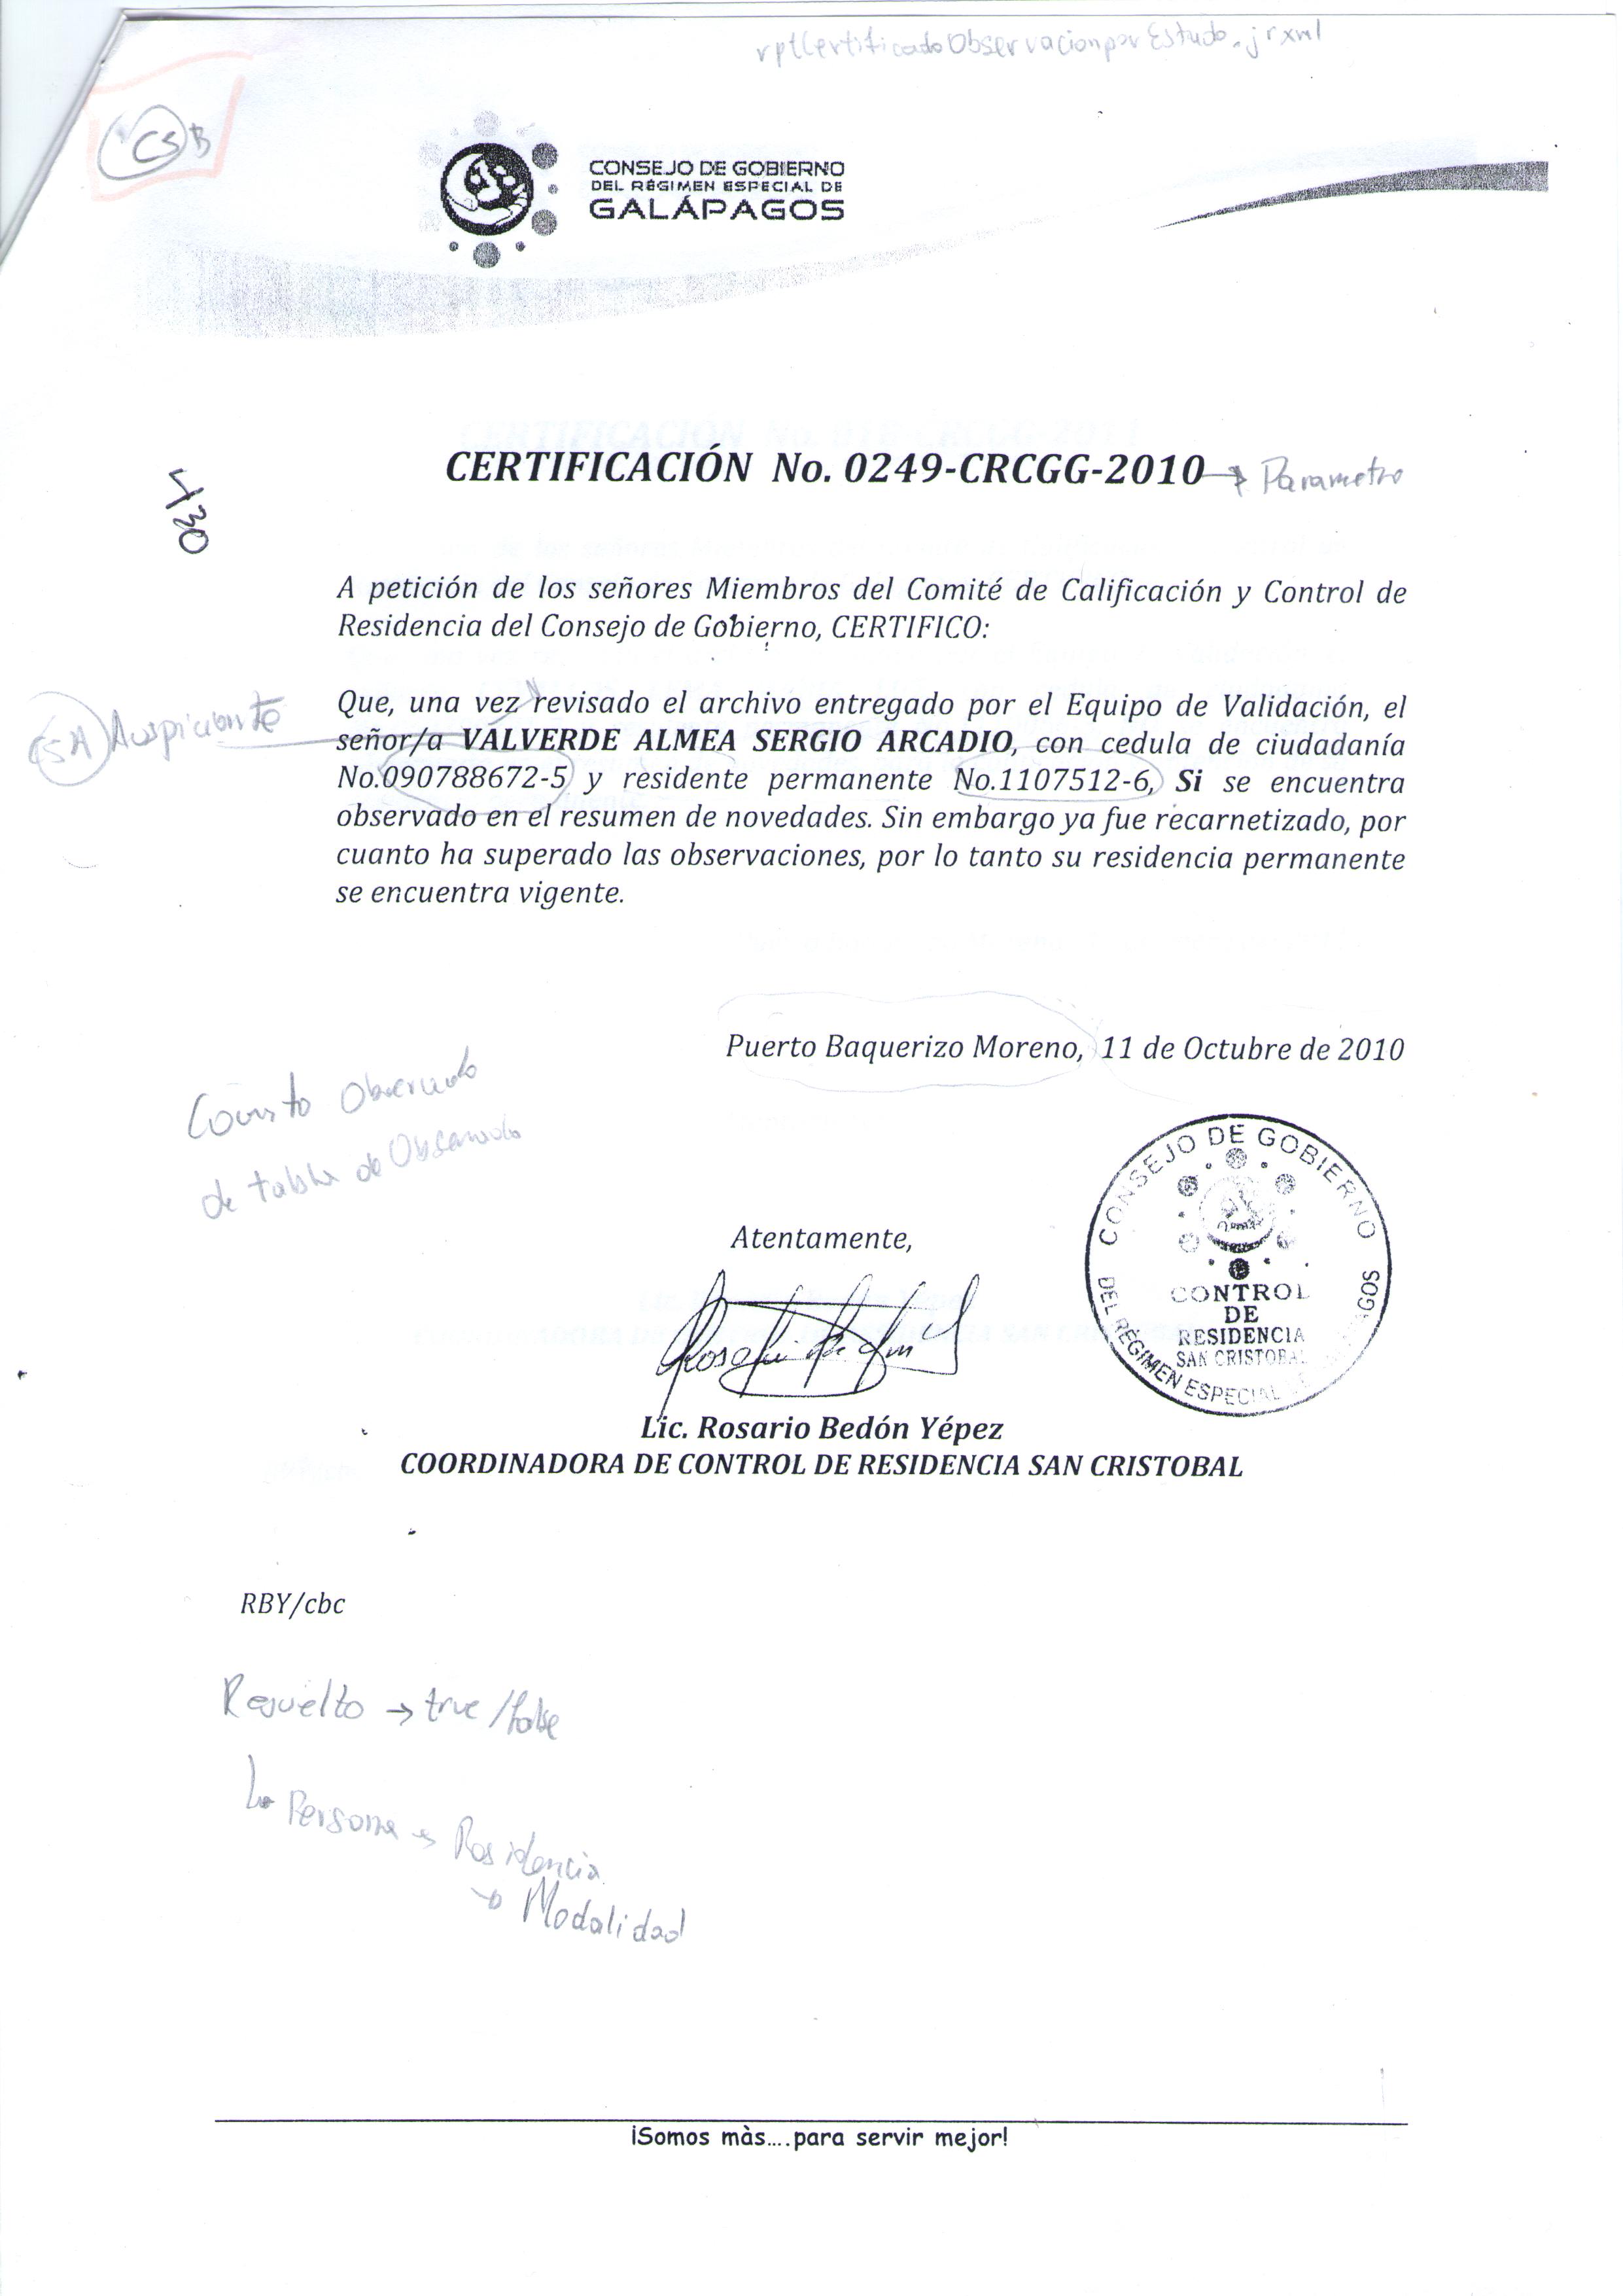 rptCertificadoObservacionporEstudo.jrxml
CSB
CONSEJO DE GOBIERNO
DEL RÉGIMEN ESPECIAL DE
GALÁPAGOS
CERTIFICACIÓN No. 0249-CRCGG-2010 → Parametro
430
A petición de los señores Miembros del Comité de Calificación y Control de
Residencia del Consejo de Gobierno, CERTIFICO:
CSA Auspiciante
Que, una vez revisado el archivo entregado por el Equipo de Validación, el
señor/a VALVERDE ALMEA SERGIO ARCADIO, con cedula de ciudadanía
No.090788672-5 y residente permanente No.1107512-6, Si se encuentra
observado en el resumen de novedades. Sin embargo ya fue recarnetizado, por
cuanto ha superado las observaciones, por lo tanto su residencia permanente
se encuentra vigente.
Puerto Baquerizo Moreno, 11 de Octubre de 2010
Observado
de tabla de Observado
Atentamente,
CONSEJO DE GOBIERNO
DEL RÉGIMEN ESPECIAL DE
CONTROL
DE
RESIDENCIA
SAN CRISTOBAL
Lic. Rosario Bedón Yépez
COORDINADORA DE CONTROL DE RESIDENCIA SAN CRISTOBAL
RBY/cbc
Resuelto → true/false
Persona → Residencia
→ Modalidad
¡Somos màs....para servir mejor!